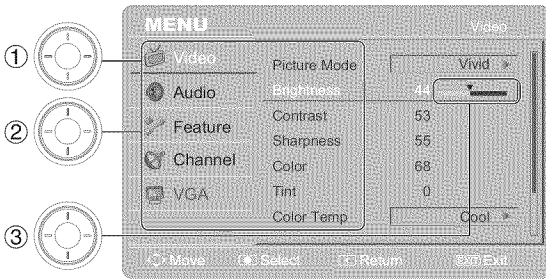 MENU Video
① Video Picture Mode Vivid
Brightness 44
Audio Contrast 53
② Feature Sharpness 55
Channel Color 68
VGA Tint 0
③ Color Temp Cool
Move Select Return EXIT Exit